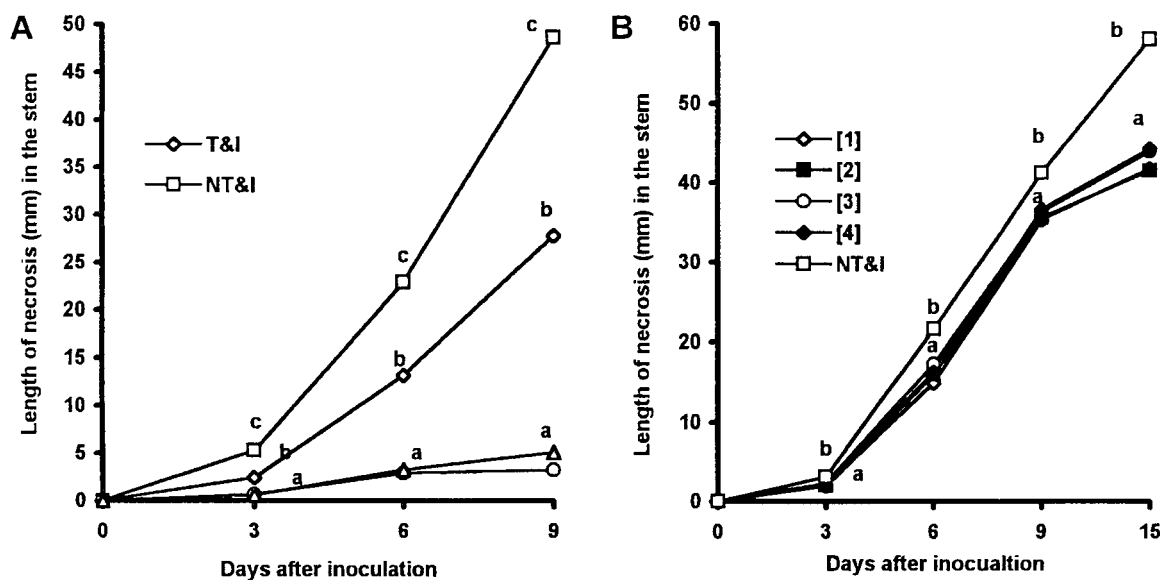 A
Length of necrosis (mm) in the stem
50
45
40
35
30
25
20
15
10
5
0
T&I
NT&I
c
c
b
c
b
b
a
a
a
0
3
6
9
Days after inoculation
B
Length of necrosis (mm) in the stem
60
50
40
30
20
10
0
[1]
[2]
[3]
[4]
NT&I
b
a
b
a
b
a
b
a
0
3
6
9
15
Days after inocualtion